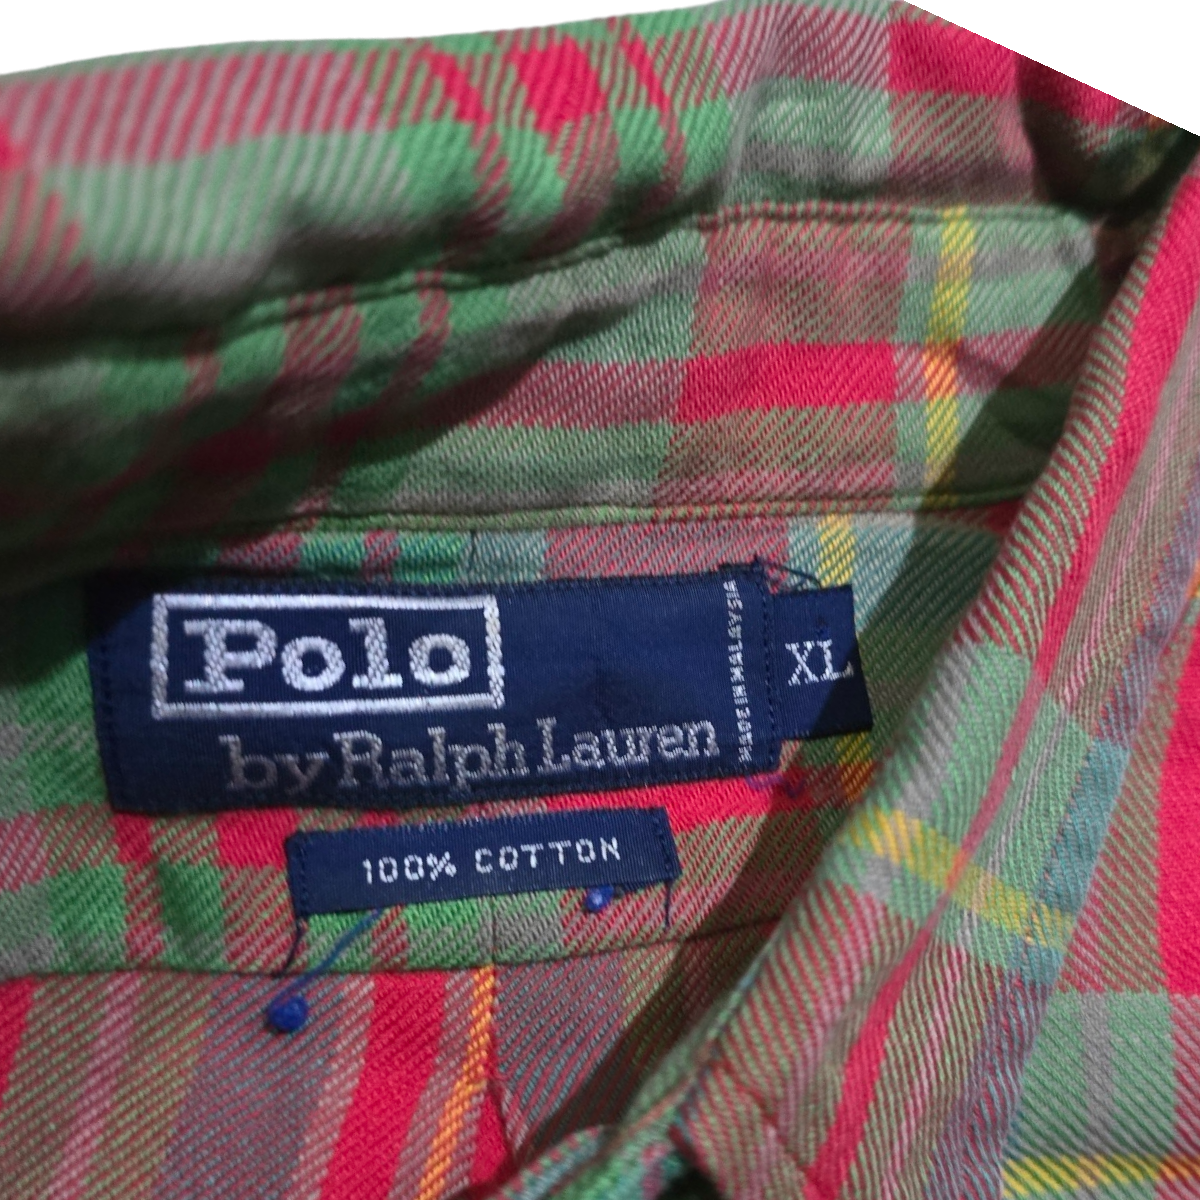 Polo
by Ralph Lauren
MADE IN MALAYSIA
XL
100% COTTON